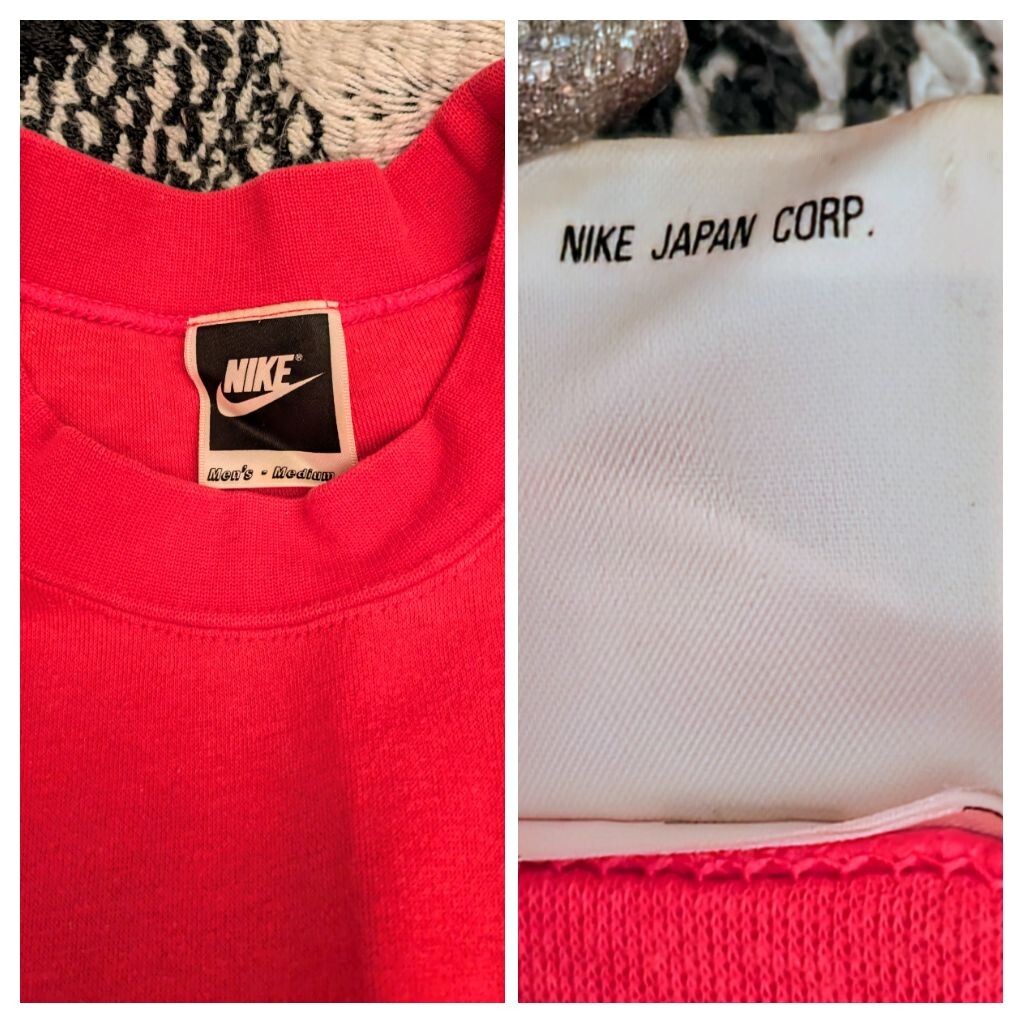 NIKE®
Men's - Medium
NIKE JAPAN CORP.